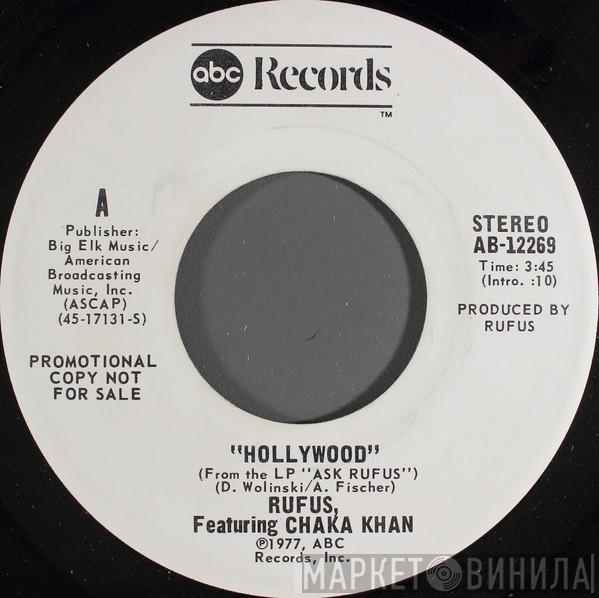 abc Records
TM
A
Publisher:
Big Elk Music/
American
Broadcasting
Music, Inc.
(ASCAP)
(45-17131-S)
PROMOTIONAL
COPY NOT
FOR SALE
STEREO
AB-12269
Time: 3:45
(Intro. :10)
PRODUCED BY
RUFUS
"HOLLYWOOD"
(From the LP "ASK RUFUS")
(D. Wolinski/A. Fischer)
RUFUS,
Featuring CHAKA KHAN
℗1977, ABC
Records, Inc.
МАРКЕТ ВИНИЛА